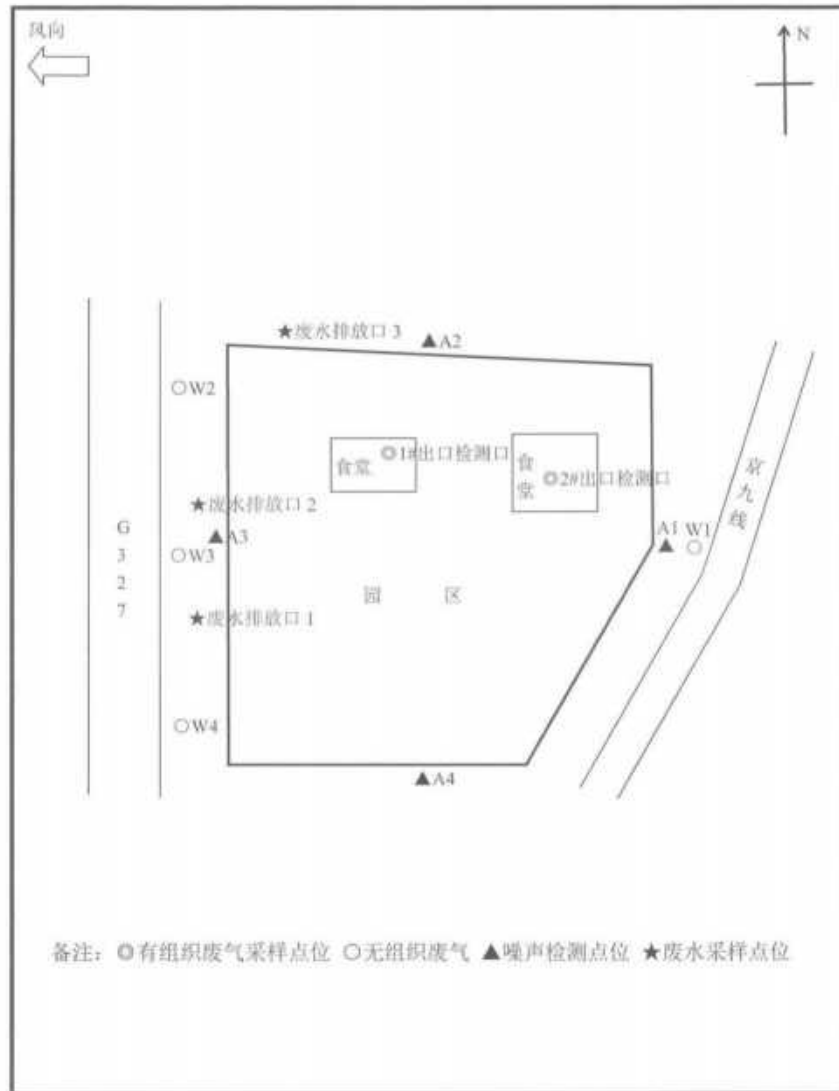 风向
N
★废水排放口 3
▲A2
○W2
食堂
◎1#出口检测口
食堂
◎2#出口检测口
京九线
★废水排放口 2
A1 W1
▲A3
○W3
G327
园 区
★废水排放口 1
○W4
▲A4
备注：◎有组织废气采样点位 ○无组织废气 ▲噪声检测点位 ★废水采样点位